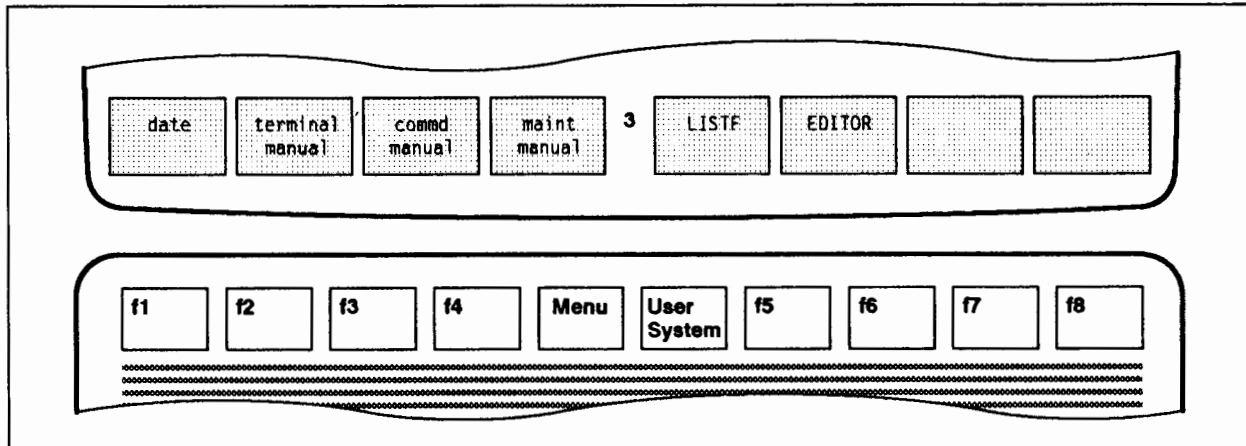 date terminal commd maint 3 LISTF EDITOR
manual manual manual
f1 f2 f3 f4 Menu User f5 f6 f7 f8
System